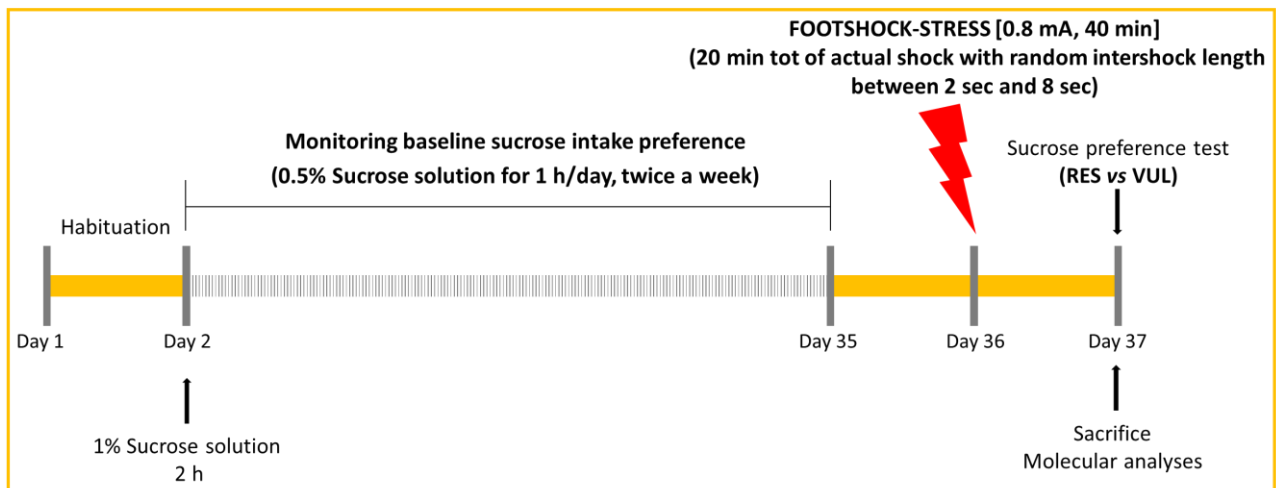 FOOTSHOCK-STRESS [0.8 mA, 40 min]
(20 min tot of actual shock with random intershock length
between 2 sec and 8 sec)
Monitoring baseline sucrose intake preference
(0.5% Sucrose solution for 1 h/day, twice a week)
Sucrose preference test
(RES vs VUL)
Habituation
Day 1
Day 2
Day 35
Day 36
Day 37
1% Sucrose solution
2 h
Sacrifice
Molecular analyses